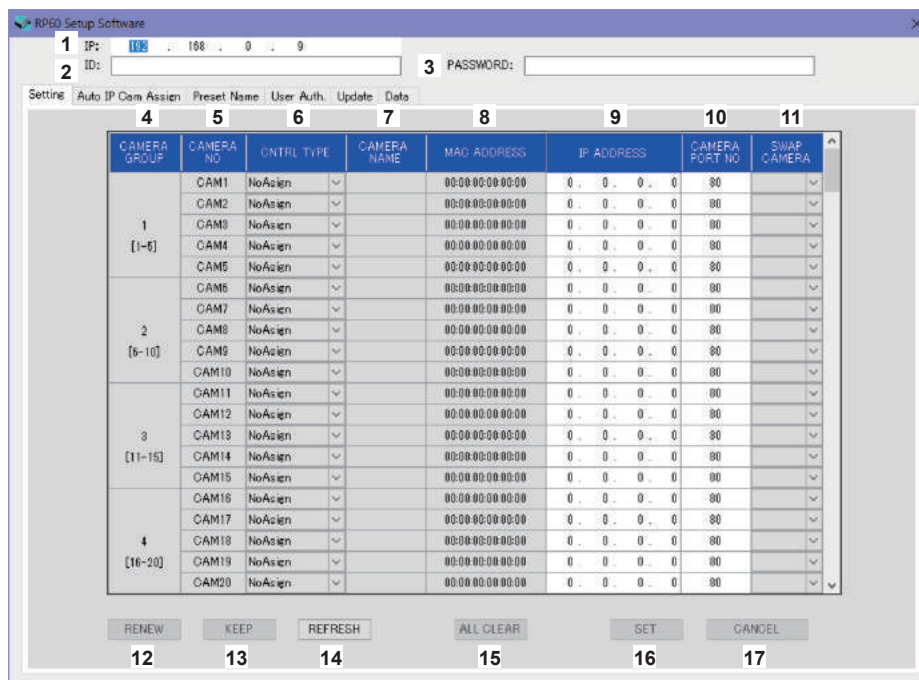 RP60 Setup Software
1 IP: 192 . 168 . 0 . 9
2 ID: 3 PASSWORD:
Setting Auto IP Cam Assign Preset Name User Auth. Update Data
4 5 6 7 8 9 10 11
CAMERA GROUP CAMERA NO CNTRL TYPE CAMERA NAME MAC ADDRESS IP ADDRESS CAMERA PORT NO SWAP CAMERA
CAM1 NoAsign 00:00:00:00:00:00 0 . 0 . 0 . 0 80
CAM2 NoAsign 00:00:00:00:00:00 0 . 0 . 0 . 0 80
1 CAM3 NoAsign 00:00:00:00:00:00 0 . 0 . 0 . 0 80
[1-5] CAM4 NoAsign 00:00:00:00:00:00 0 . 0 . 0 . 0 80
CAM5 NoAsign 00:00:00:00:00:00 0 . 0 . 0 . 0 80
CAM6 NoAsign 00:00:00:00:00:00 0 . 0 . 0 . 0 80
CAM7 NoAsign 00:00:00:00:00:00 0 . 0 . 0 . 0 80
2 CAM8 NoAsign 00:00:00:00:00:00 0 . 0 . 0 . 0 80
[6-10] CAM9 NoAsign 00:00:00:00:00:00 0 . 0 . 0 . 0 80
CAM10 NoAsign 00:00:00:00:00:00 0 . 0 . 0 . 0 80
CAM11 NoAsign 00:00:00:00:00:00 0 . 0 . 0 . 0 80
CAM12 NoAsign 00:00:00:00:00:00 0 . 0 . 0 . 0 80
3 CAM13 NoAsign 00:00:00:00:00:00 0 . 0 . 0 . 0 80
[11-15] CAM14 NoAsign 00:00:00:00:00:00 0 . 0 . 0 . 0 80
CAM15 NoAsign 00:00:00:00:00:00 0 . 0 . 0 . 0 80
CAM16 NoAsign 00:00:00:00:00:00 0 . 0 . 0 . 0 80
CAM17 NoAsign 00:00:00:00:00:00 0 . 0 . 0 . 0 80
4 CAM18 NoAsign 00:00:00:00:00:00 0 . 0 . 0 . 0 80
[16-20] CAM19 NoAsign 00:00:00:00:00:00 0 . 0 . 0 . 0 80
CAM20 NoAsign 00:00:00:00:00:00 0 . 0 . 0 . 0 80
RENEW KEEP REFRESH ALL CLEAR SET CANCEL
12 13 14 15 16 17